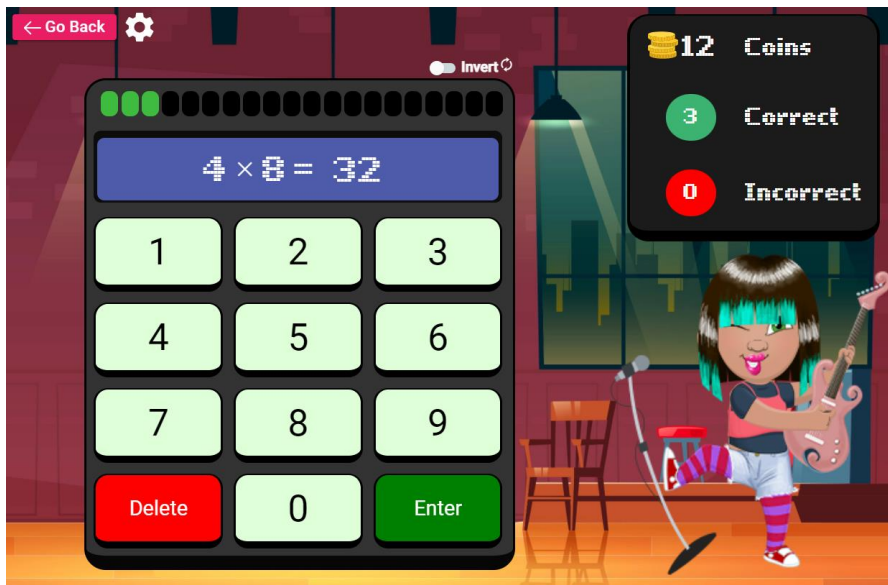 ← Go Back
Invert
12 Coins
3 Correct
0 Incorrect
4 × 8 = 32
1 2 3
4 5 6
7 8 9
Delete 0 Enter